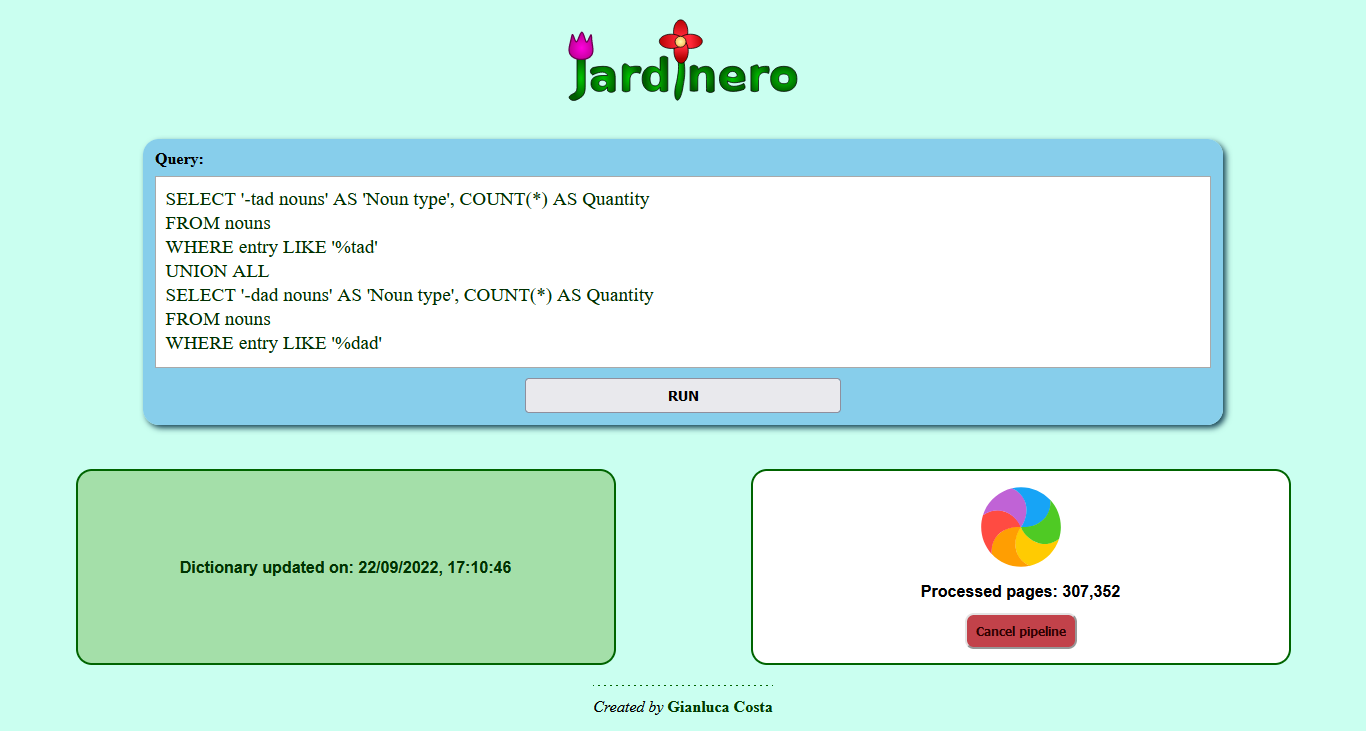 Jardinero
Query:
SELECT '-tad nouns' AS 'Noun type', COUNT(*) AS Quantity
FROM nouns
WHERE entry LIKE '%tad'
UNION ALL
SELECT '-dad nouns' AS 'Noun type', COUNT(*) AS Quantity
FROM nouns
WHERE entry LIKE '%dad'
RUN
Dictionary updated on: 22/09/2022, 17:10:46
Processed pages: 307,352
Cancel pipeline
Created by Gianluca Costa